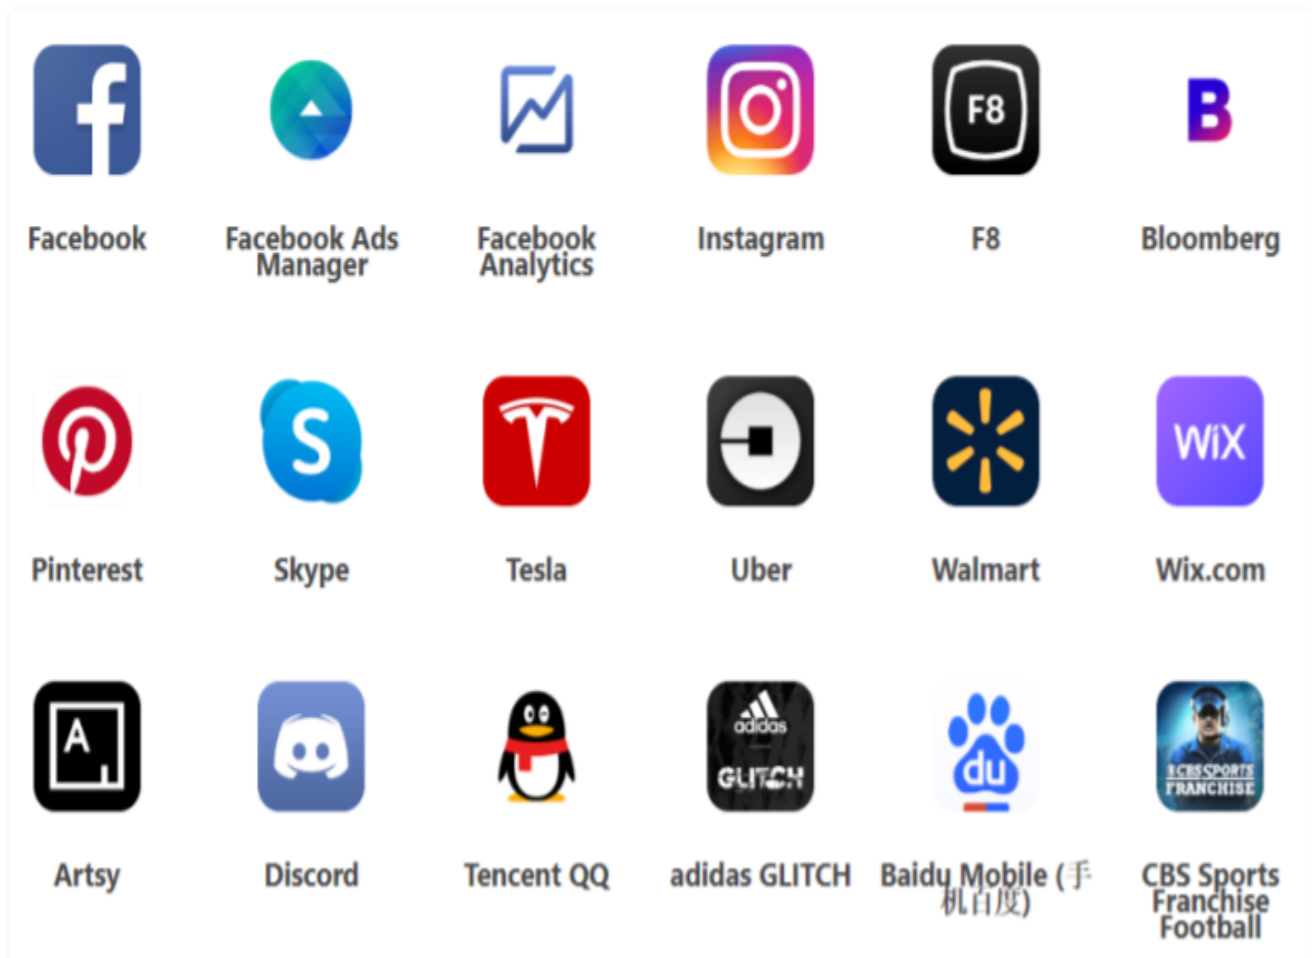 F8
B
Facebook
Facebook Ads
Manager
Facebook
Analytics
Instagram
F8
Bloomberg
S
WiX
Pinterest
Skype
Tesla
Uber
Walmart
Wix.com
A
adidas
GLITCH
du
CBS SPORTS
FRANCHISE
Artsy
Discord
Tencent QQ
adidas GLITCH
Baidu Mobile (手
机百度)
CBS Sports
Franchise
Football